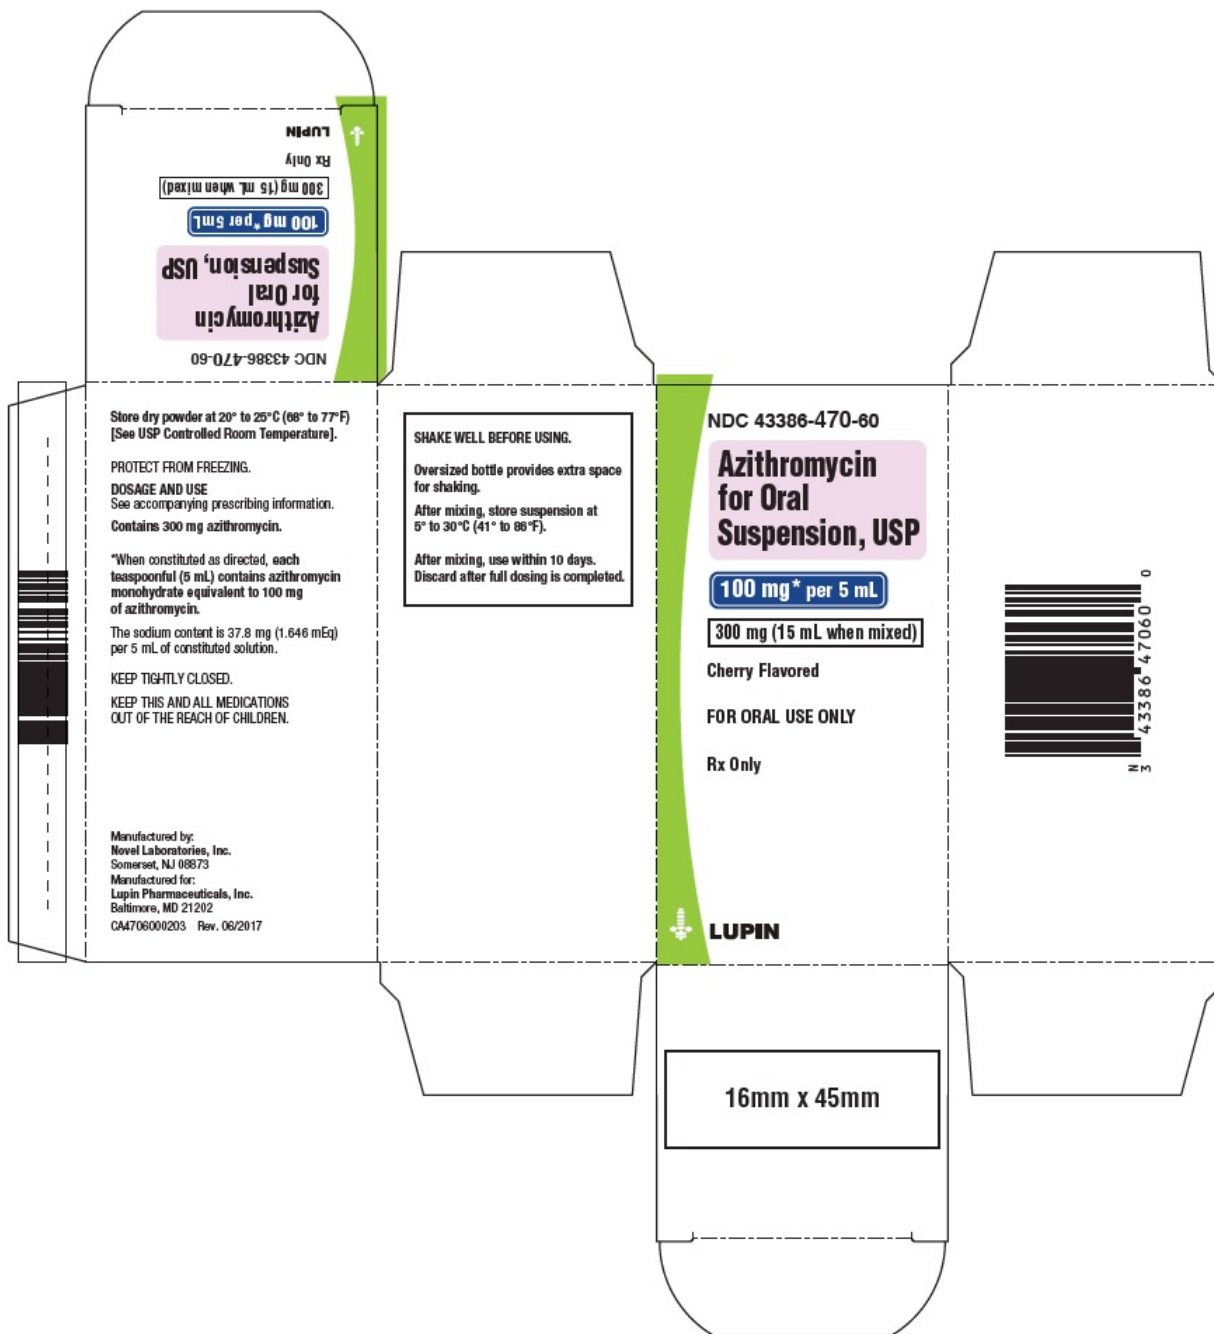 LUPIN
Rx Only
300 mg (15 mL when mixed)
100 mg* per 5mL
Azithromycin
for Oral
Suspension, USP
NDC 43386-470-60
Store dry powder at 20° to 25°C (68° to 77°F)
[See USP Controlled Room Temperature].
PROTECT FROM FREEZING.
DOSAGE AND USE
See accompanying prescribing information.
Contains 300 mg azithromycin.
*When constituted as directed, each
teaspoonful (5 mL) contains azithromycin
monohydrate equivalent to 100 mg
of azithromycin.
The sodium content is 37.8 mg (1.646 mEq)
per 5 mL of constituted solution.
KEEP TIGHTLY CLOSED.
KEEP THIS AND ALL MEDICATIONS
OUT OF THE REACH OF CHILDREN.
Manufactured by:
Novel Laboratories, Inc.
Somerset, NJ 08873
Manufactured for:
Lupin Pharmaceuticals, Inc.
Baltimore, MD 21202
CA4706000203 Rev. 06/2017
SHAKE WELL BEFORE USING.
Oversized bottle provides extra space
for shaking.
After mixing, store suspension at
5° to 30°C (41° to 86°F).
After mixing, use within 10 days.
Discard after full dosing is completed.
NDC 43386-470-60
Azithromycin
for Oral
Suspension, USP
100 mg* per 5 mL
300 mg (15 mL when mixed)
Cherry Flavored
FOR ORAL USE ONLY
Rx Only
LUPIN
N
3 43386 47060 0
16mm x 45mm